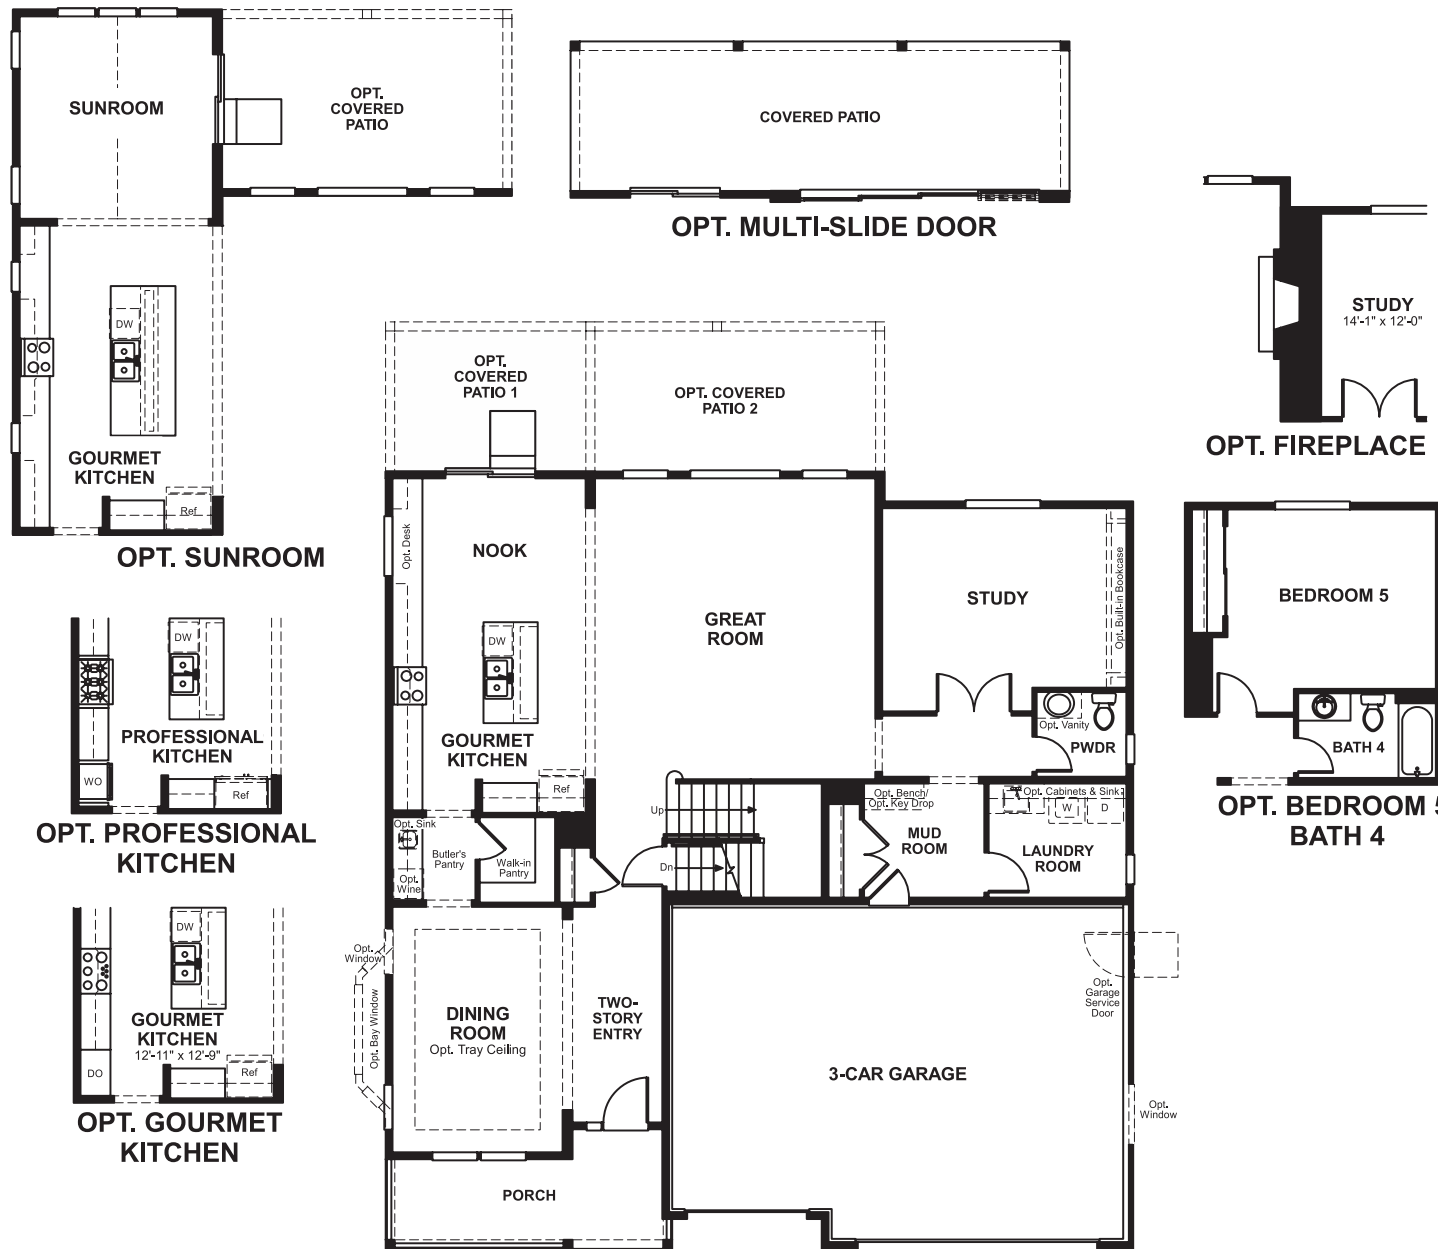 SUNROOM
OPT.
COVERED
PATIO
DW
GOURMET
KITCHEN
Ref
OPT. SUNROOM
COVERED PATIO
OPT. MULTI-SLIDE DOOR
STUDY
14'-1" x 12'-0"
OPT. FIREPLACE
DW
PROFESSIONAL
KITCHEN
WO
Ref
OPT. PROFESSIONAL
KITCHEN
DW
GOURMET
KITCHEN
12'-11" x 12'-9"
DO
Ref
OPT. GOURMET
KITCHEN
OPT.
COVERED
PATIO 1
OPT. COVERED
PATIO 2
Opt. Desk
NOOK
GREAT
ROOM
STUDY
Opt. Built-in Bookcase
DW
GOURMET
KITCHEN
Ref
Opt. Vanity
PWDR
Opt. Sink
Butler's
Pantry
Opt.
Wine
Walk-in
Pantry
Up
Dn
Opt. Bench/
Opt. Key Drop
MUD
ROOM
Opt. Cabinets & Sink
W
D
LAUNDRY
ROOM
Opt.
Window
Opt. Bay Window
DINING
ROOM
Opt. Tray Ceiling
TWO-
STORY
ENTRY
3-CAR GARAGE
Opt.
Garage
Service
Door
Opt.
Window
PORCH
BEDROOM 5
BATH 4
OPT. BEDROOM 5
BATH 4